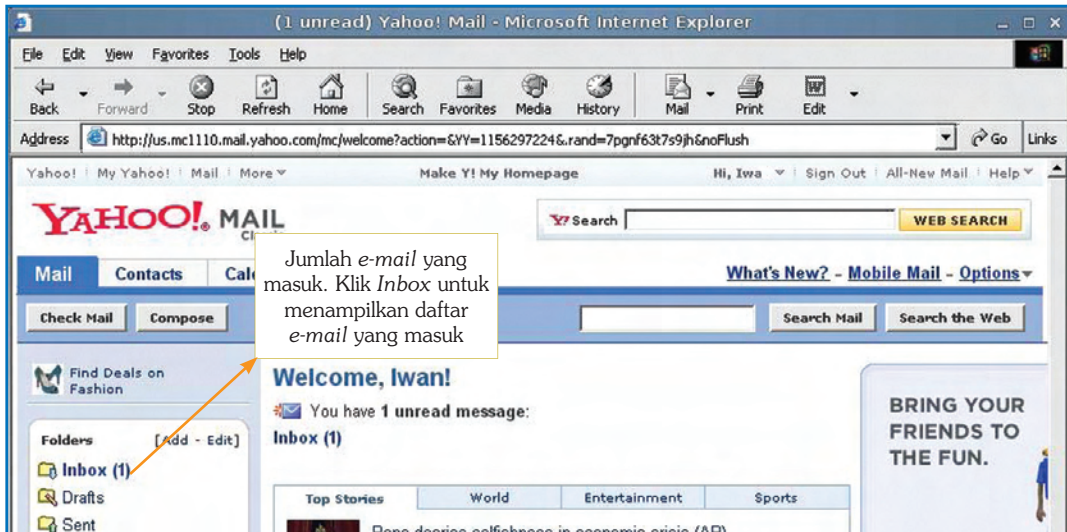 (1 unread) Yahoo! Mail - Microsoft Internet Explorer
File Edit View Favorites Tools Help
Back Forward Stop Refresh Home Search Favorites Media History Mail Print Edit
Address http://us.mc1110.mail.yahoo.com/mc/welcome?action=&YY=1156297224&.rand=7pgnf63t7s9jh&noFlush Go Links
Yahoo! My Yahoo! Mail More Make Y! My Homepage Hi, Iwa Sign Out All-New Mail Help
YAHOO! MAIL
Y! Search WEB SEARCH
Jumlah e-mail yang
masuk. Klik Inbox untuk
menampilkan daftar
e-mail yang masuk
Mail Contacts What's New? - Mobile Mail - Options
Check Mail Compose Search Mail Search the Web
Find Deals on
Fashion
Welcome, Iwan!
You have 1 unread message:
Inbox (1)
Folders [Add - Edit]
Inbox (1)
Drafts
Sent
Top Stories World Entertainment Sports
BRING YOUR
FRIENDS TO
THE FUN.